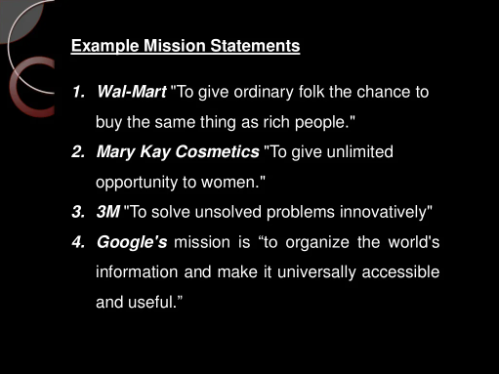 Example Mission Statements
1. Wal-Mart "To give ordinary folk the chance to
buy the same thing as rich people."
2. Mary Kay Cosmetics "To give unlimited
opportunity to women."
3. 3M "To solve unsolved problems innovatively"
4. Google's mission is “to organize the world's
information and make it universally accessible
and useful.”